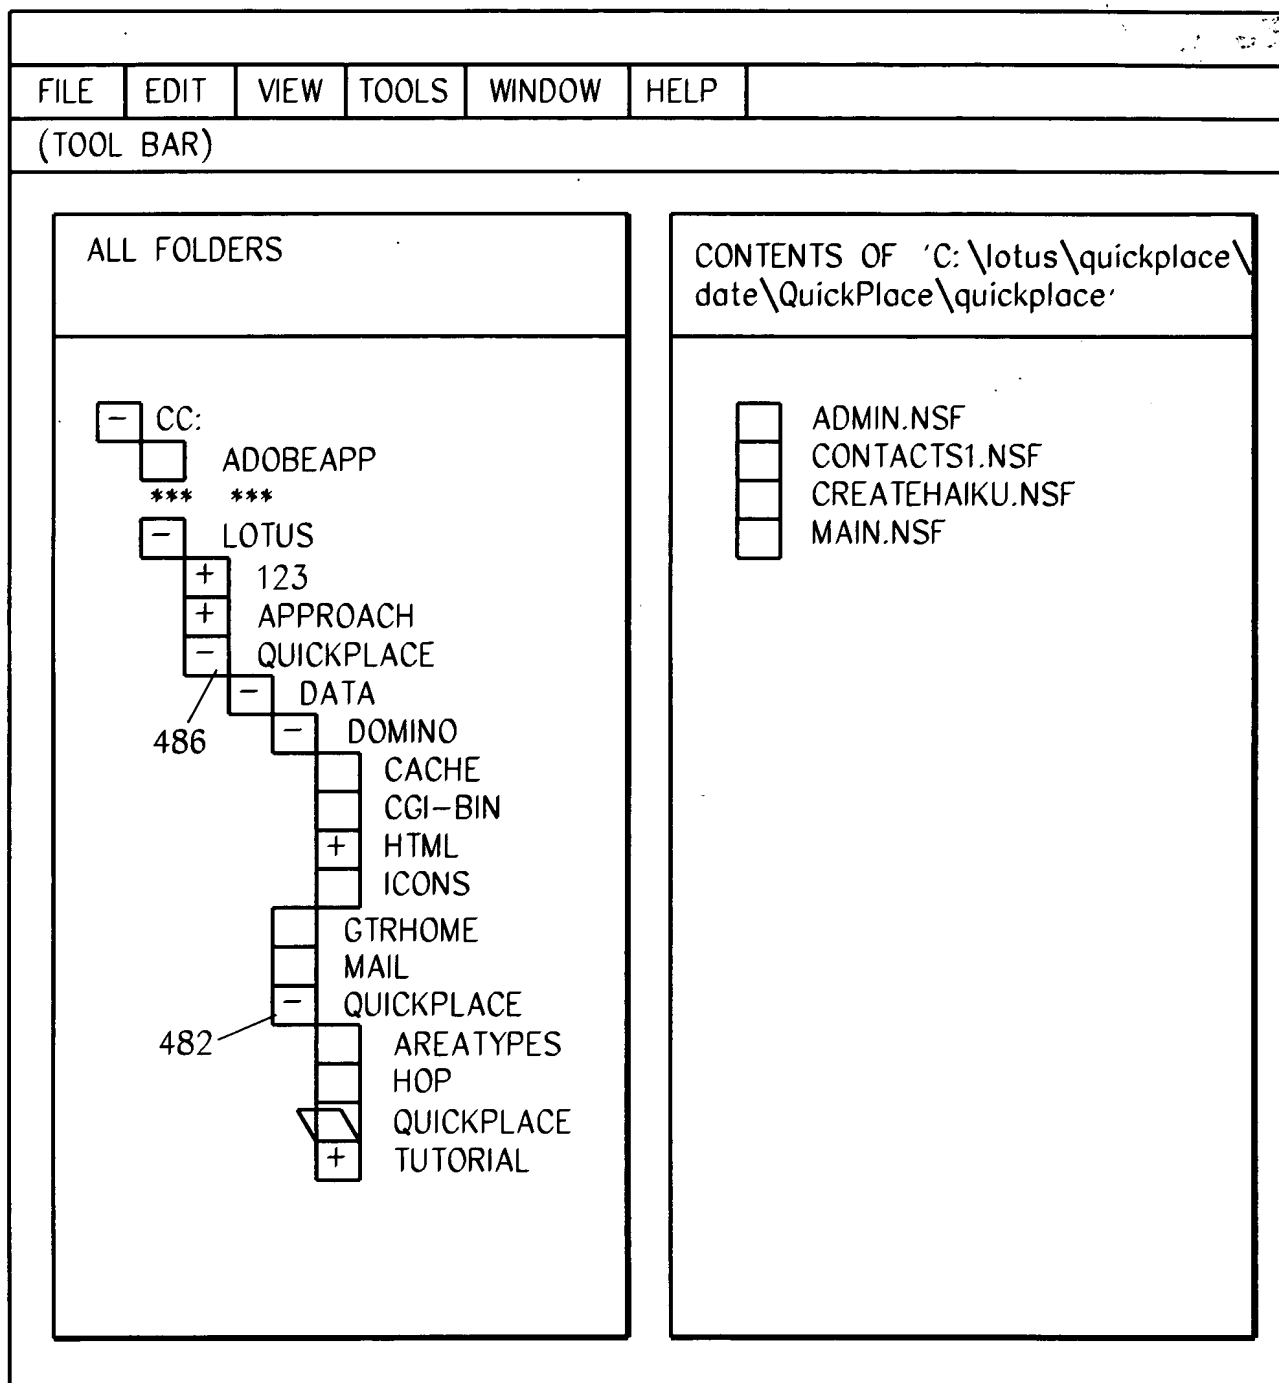 FILE EDIT VIEW TOOLS WINDOW HELP
(TOOL BAR)
ALL FOLDERS
- CC:
ADOBEAPP
*** ***
- LOTUS
+ 123
+ APPROACH
- QUICKPLACE
486
- DATA
- DOMINO
CACHE
CGI-BIN
+ HTML
ICONS
GTRHOME
MAIL
- QUICKPLACE
482
AREATYPES
HOP
QUICKPLACE
+ TUTORIAL
CONTENTS OF 'C:\lotus\quickplace\
date\QuickPlace\quickplace'
ADMIN.NSF
CONTACTS1.NSF
CREATEHAIKU.NSF
MAIN.NSF